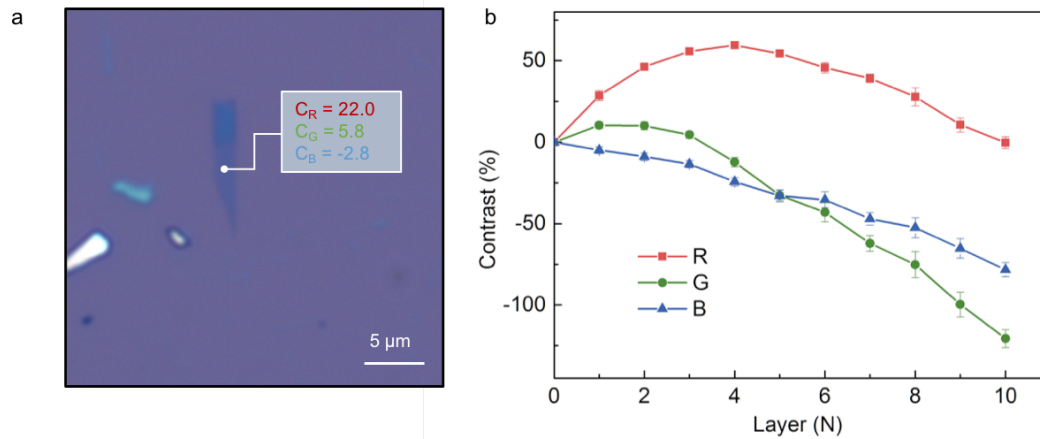 a
C_R = 22.0
C_G = 5.8
C_B = -2.8
5 μm
b
Contrast (%)
50
0
-50
-100
R
G
B
0 2 4 6 8 10
Layer (N)